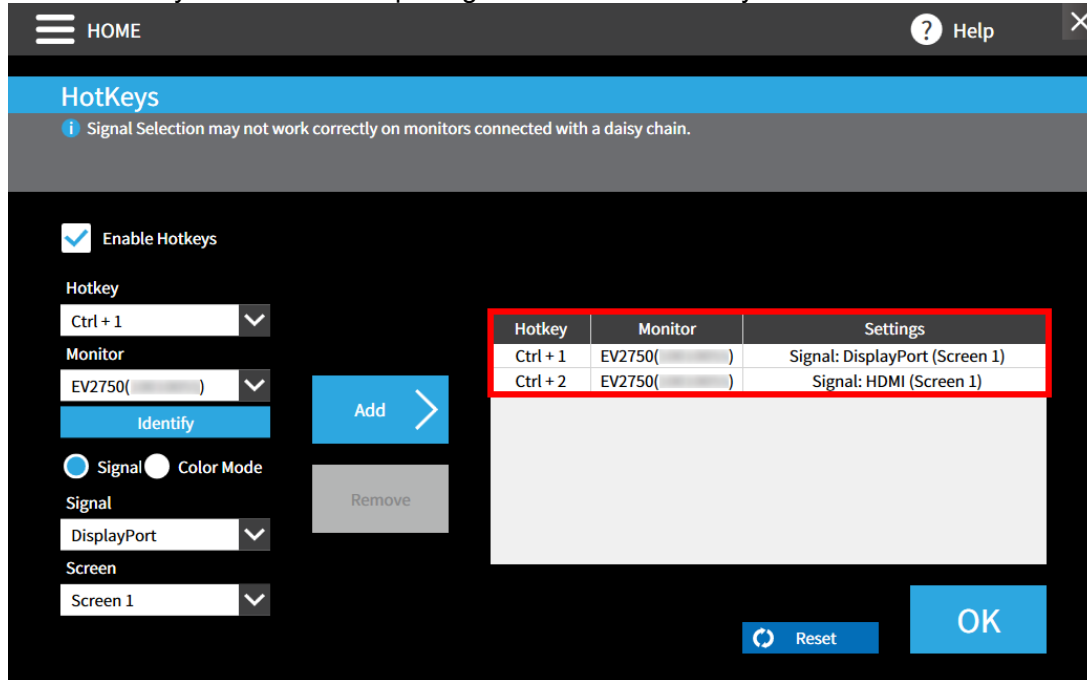 HOME
? Help
HotKeys
i Signal Selection may not work correctly on monitors connected with a daisy chain.
Enable Hotkeys
Hotkey
Ctrl + 1
Monitor
EV2750( )
Identify
Signal Color Mode
Signal
DisplayPort
Screen
Screen 1
Add
Remove
Hotkey Monitor Settings
Ctrl + 1 EV2750( ) Signal: DisplayPort (Screen 1)
Ctrl + 2 EV2750( ) Signal: HDMI (Screen 1)
Reset
OK